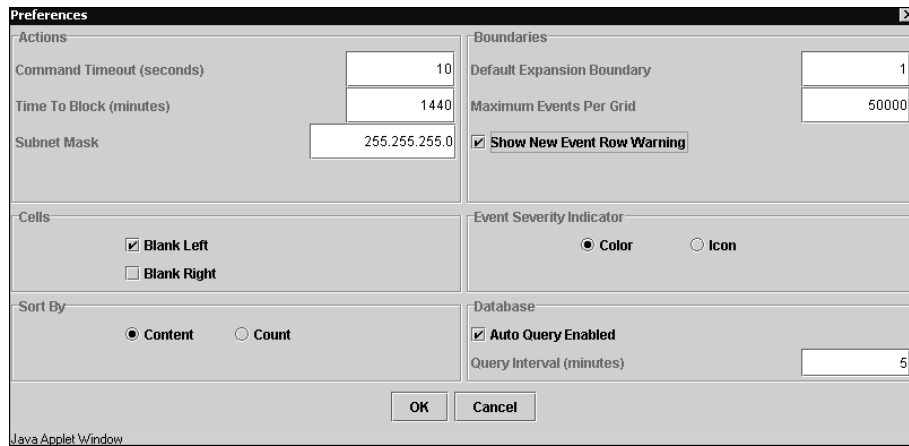 Preferences
Actions
Command Timeout (seconds) 10
Time To Block (minutes) 1440
Subnet Mask 255.255.255.0
Boundaries
Default Expansion Boundary 1
Maximum Events Per Grid 50000
Show New Event Row Warning
Cells
Blank Left
Blank Right
Event Severity Indicator
Color Icon
Sort By
Content Count
Database
Auto Query Enabled
Query Interval (minutes) 5
OK Cancel
Java Applet Window